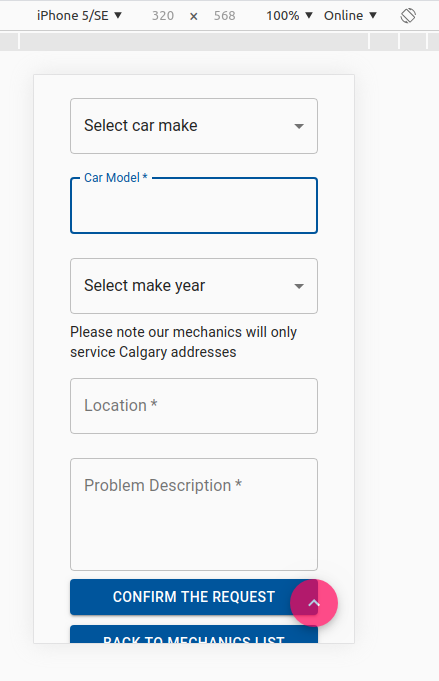 iPhone 5/SE ▼ 320 × 568 100% ▼ Online ▼
Select car make
Car Model *
Select make year
Please note our mechanics will only
service Calgary addresses
Location *
Problem Description *
CONFIRM THE REQUEST
BACK TO MECHANICS LIST